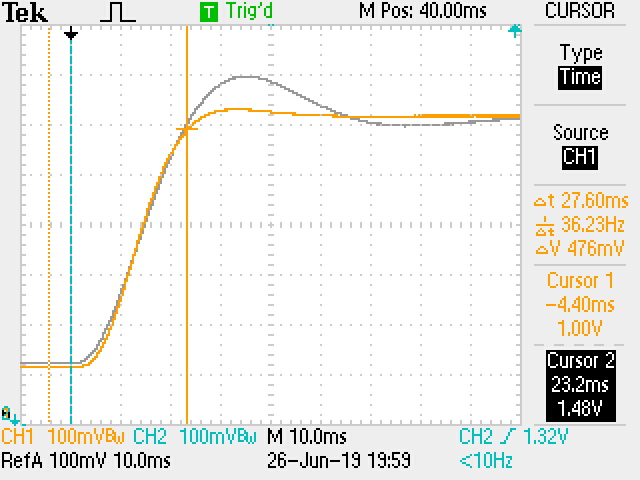 Tek T Trig'd M Pos: 40.00ms CURSOR
Type
Time
Source
CH1
Δt 27.60ms
1/Δt 36.23Hz
ΔV 476mV
Cursor 1
-4.40ms
1.00V
Cursor 2
23.2ms
1.48V
CH1 100mVBw CH2 100mVBw M 10.0ms CH2 1.32V
RefA 100mV 10.0ms 26-Jun-19 19:59 <10Hz